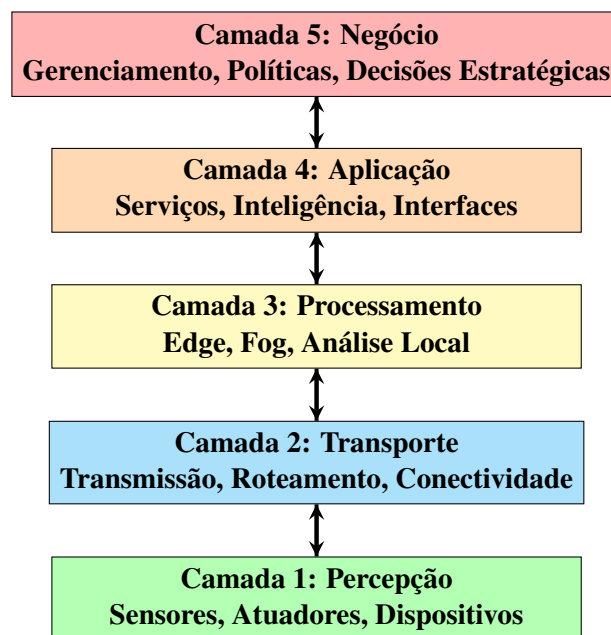 Camada 5: Negócio
Gerenciamento, Políticas, Decisões Estratégicas
Camada 4: Aplicação
Serviços, Inteligência, Interfaces
Camada 3: Processamento
Edge, Fog, Análise Local
Camada 2: Transporte
Transmissão, Roteamento, Conectividade
Camada 1: Percepção
Sensores, Atuadores, Dispositivos